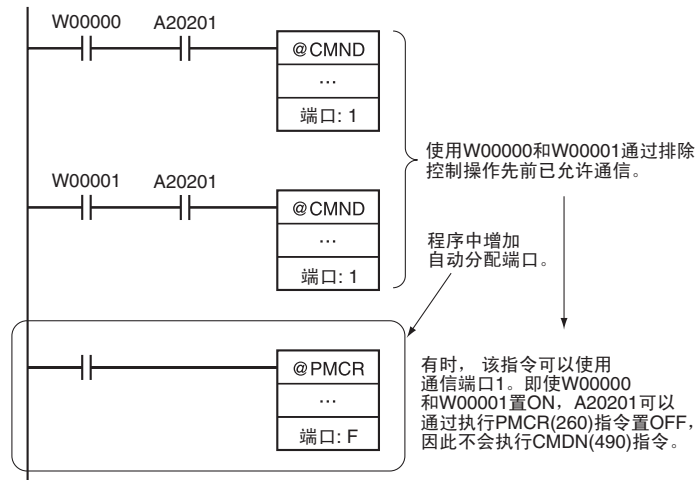 W00000 A20201
@CMND
…
端口: 1
使用W00000和W00001通过排除
控制操作先前已允许通信。
W00001 A20201
@CMND
…
端口: 1
程序中增加
自动分配端口。
@PMCR
…
端口: F
有时， 该指令可以使用
通信端口1。即使W00000
和W00001置ON，A20201可以
通过执行PMCR(260)指令置OFF，
因此不会执行CMDN(490)指令。